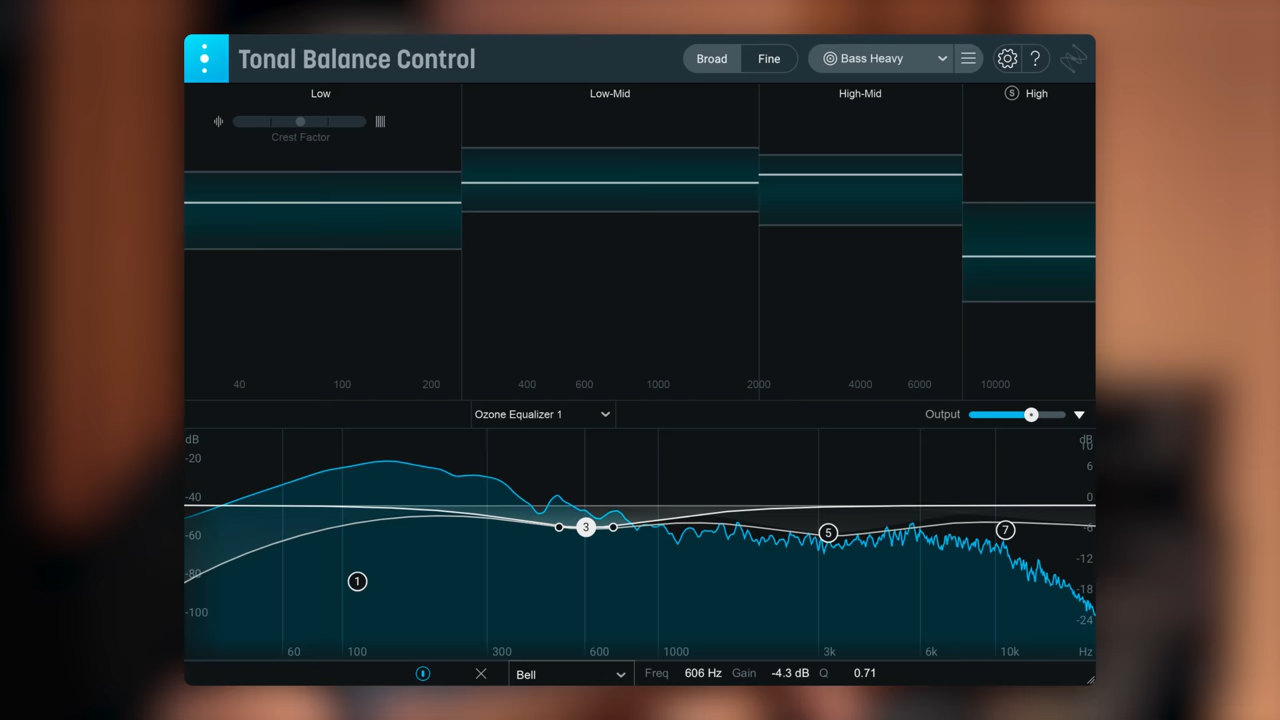 Tonal Balance Control
Broad Fine Bass Heavy ?
Low Low-Mid High-Mid S High
Crest Factor
40 100 200 400 600 1000 2000 4000 6000 10000
Ozone Equalizer 1 Output
dB dB
10
-20 6
-40 0
3 5 7
-60 -6
-12
-80 1
-18
-100 -24
60 100 300 600 1000 3k 6k 10k Hz
Bell Freq 606 Hz Gain -4.3 dB Q 0.71